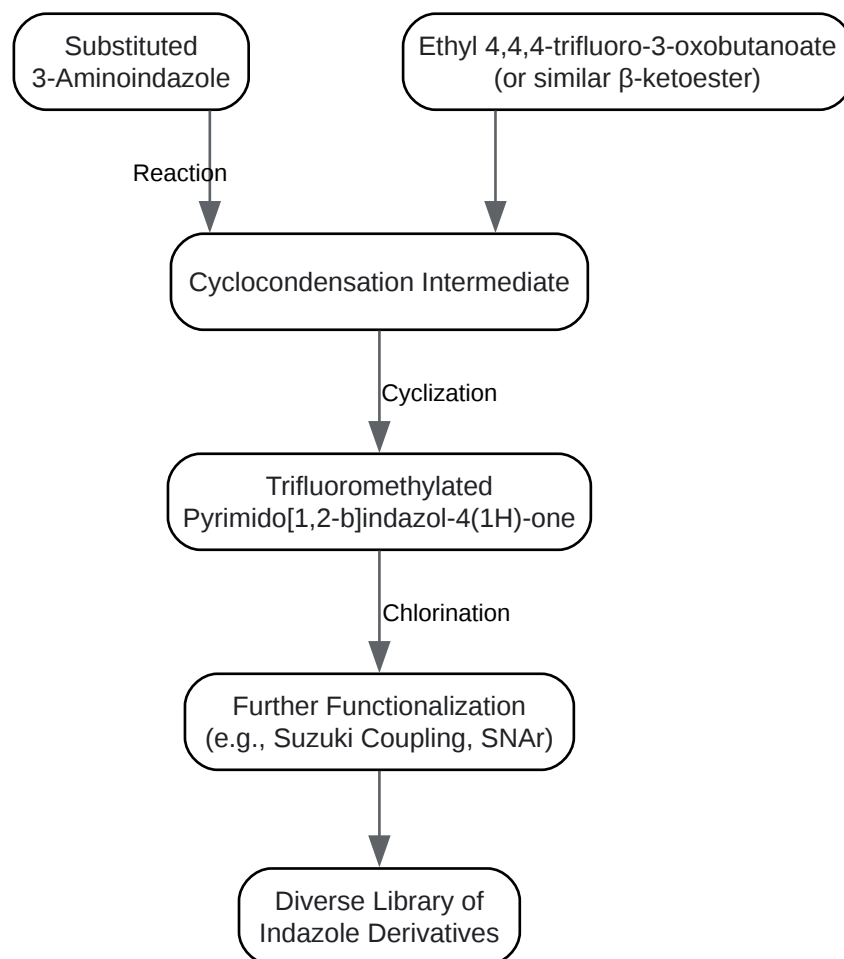 Substituted
3-Aminoindazole
Ethyl 4,4,4-trifluoro-3-oxobutanoate
(or similar β-ketoester)
Reaction
Cyclocondensation Intermediate
Cyclization
Trifluoromethylated
Pyrimido[1,2-b]indazol-4(1H)-one
Chlorination
Further Functionalization
(e.g., Suzuki Coupling, SNAr)
Diverse Library of
Indazole Derivatives